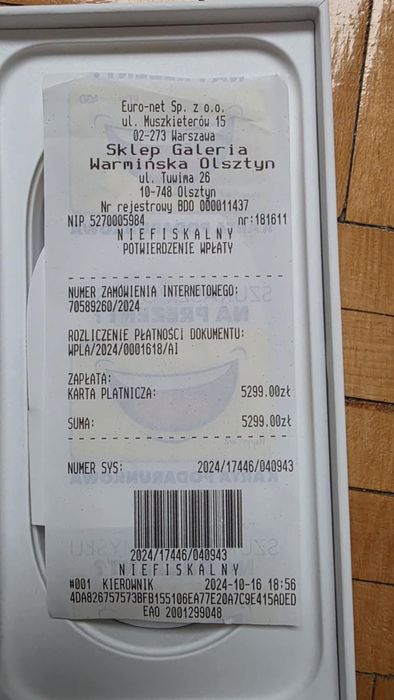 Euro-net Sp. z o.o.
ul. Muszkieterów 15
02-273 Warszawa
Sklep Galeria
Warmińska Olsztyn
ul. Tuwima 26
10-748 Olsztyn
Nr rejestrowy BDO 000011437
NIP 5270005984 nr:181611
NIEFISKALNY
POTWIERDZENIE WPŁATY
NUMER ZAMÓWIENIA INTERNETOWEGO:
70589260/2024
ROZLICZENIE PŁATNOŚCI DOKUMENTU:
WPLA/2024/0001618/AI
ZAPŁATA:
KARTA PŁATNICZA: 5299.00zł
SUMA: 5299.00zł
NUMER SYS: 2024/17446/040943
2024/17446/040943
NIEFISKALNY
#001 KIEROWNIK 2024-10-16 18:56
4DA826757573BFB155106EA77E20A7C9E415ADED
EAO 2001299048